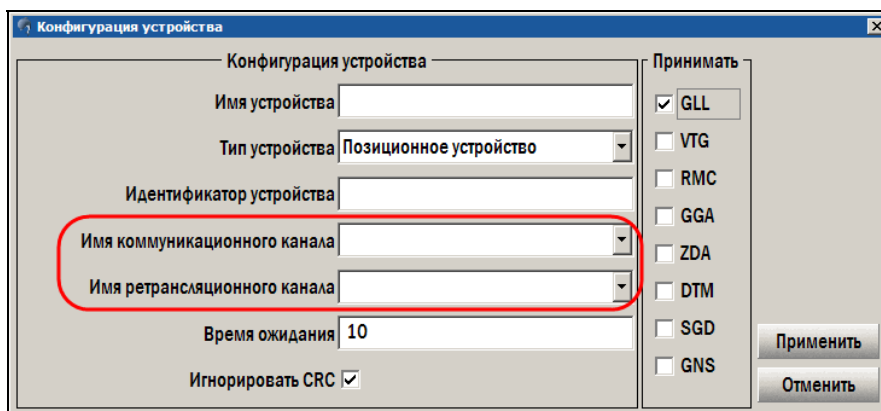 Конфигурация устройства
Конфигурация устройства
Имя устройства
Тип устройства Позиционное устройство
Идентификатор устройства
Имя коммуникационного канала
Имя ретрансляционного канала
Время ожидания 10
Игнорировать CRC
Принимать
GLL
VTG
RMC
GGA
ZDA
DTM
SGD
GNS
Применить
Отменить